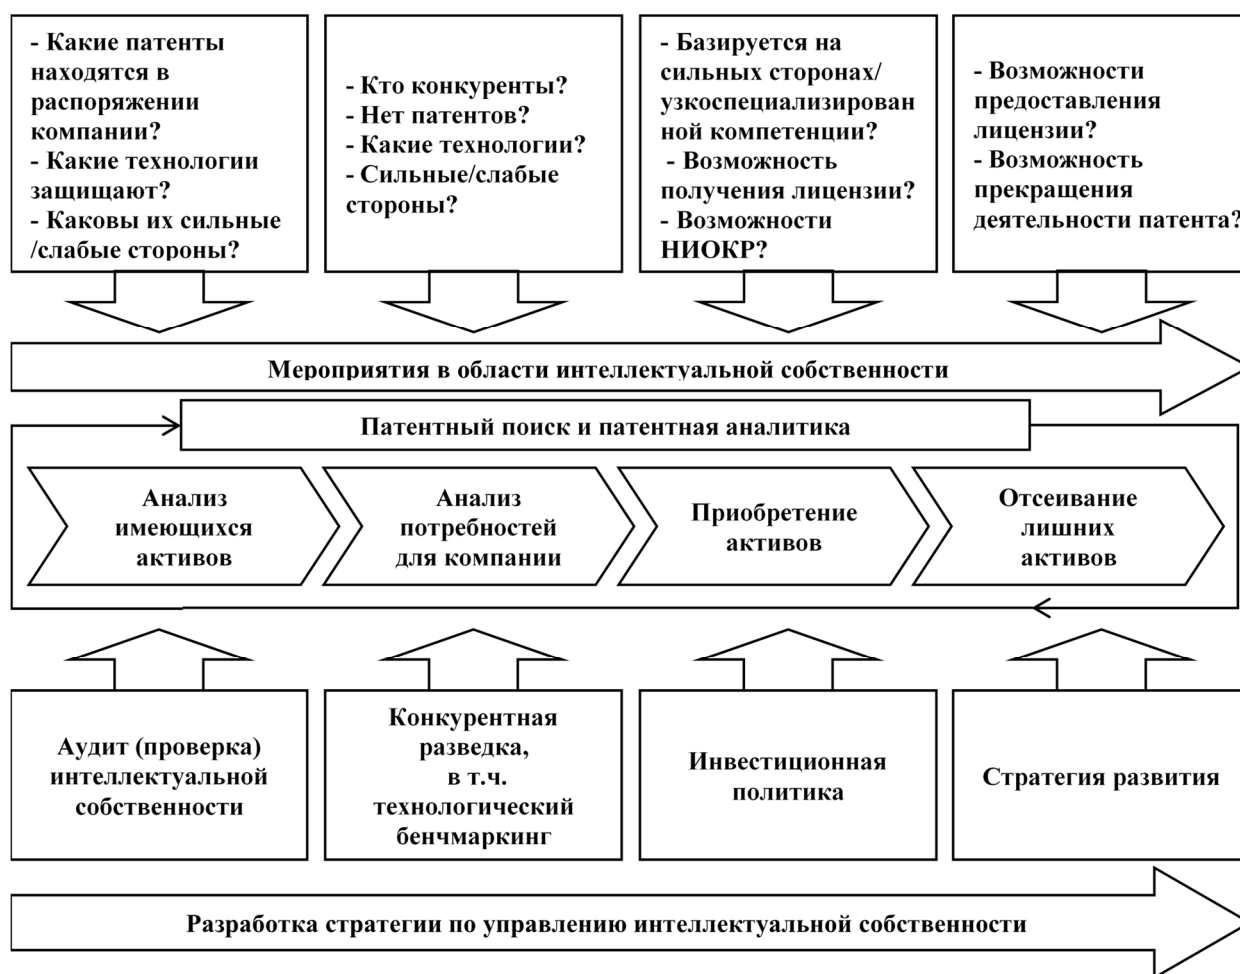 - Какие патенты
находятся в
распоряжении
компании?
- Какие технологии
защищают?
- Каковы их сильные
/слабые стороны?
- Кто конкуренты?
- Нет патентов?
- Какие технологии?
- Сильные/слабые
стороны?
- Базируется на
сильных сторонах/
узкоспециализирован
ной компетенции?
- Возможность
получения лицензии?
- Возможности
НИОКР?
- Возможности
предоставления
лицензии?
- Возможность
прекращения
деятельности патента?
Мероприятия в области интеллектуальной собственности
Патентный поиск и патентная аналитика
Анализ
имеющихся
активов
Анализ
потребностей
для компании
Приобретение
активов
Отсеивание
лишних
активов
Аудит (проверка)
интеллектуальной
собственности
Конкурентная
разведка,
в т.ч.
технологический
бенчмаркинг
Инвестиционная
политика
Стратегия развития
Разработка стратегии по управлению интеллектуальной собственности